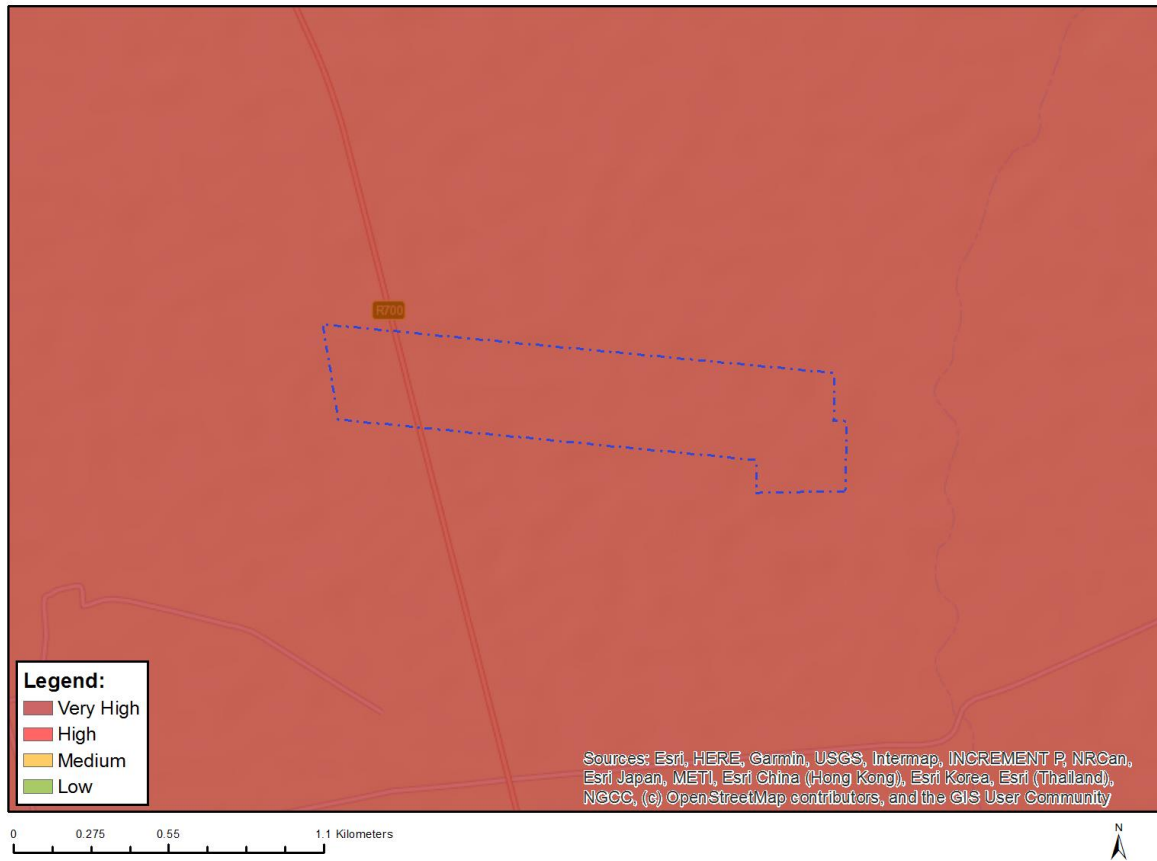 R700
Legend:
Very High
High
Medium
Low
Sources: Esri, HERE, Garmin, USGS, Intermap, INCREMENT P, NRCan,
Esri Japan, METI, Esri China (Hong Kong), Esri Korea, Esri (Thailand),
NGCC, (c) OpenStreetMap contributors, and the GIS User Community
0 0.275 0.55 1.1 Kilometers
N